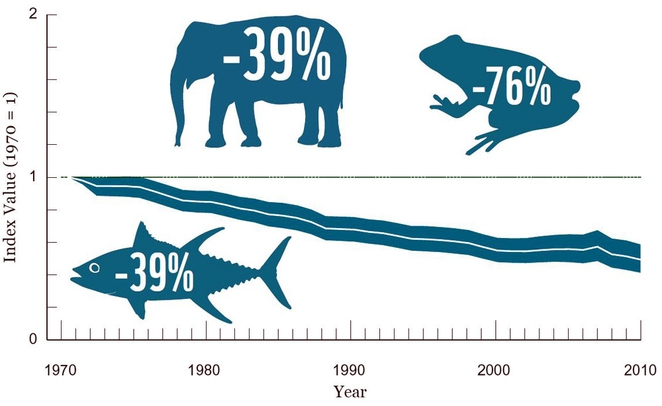 2
-39%
-76%
Index Value (1970 = 1)
1
-39%
0
1970 1980 1990 2000 2010
Year